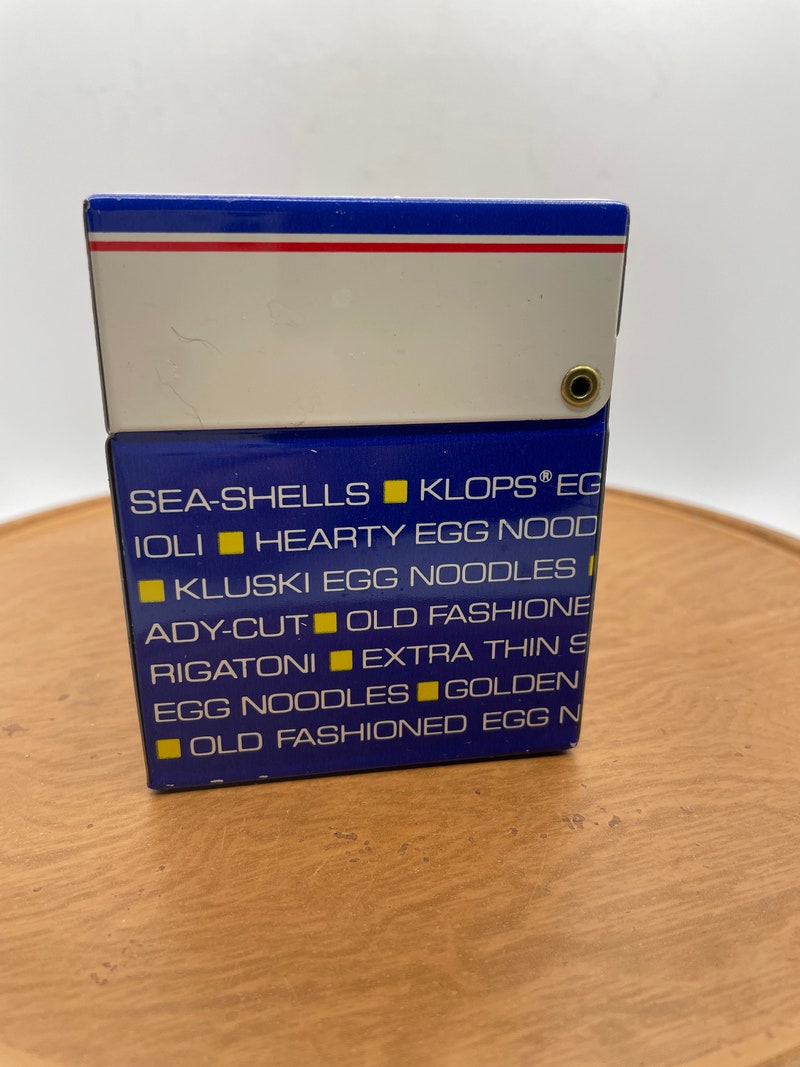 SEA-SHELLS KLOPS® EG
IOLI HEARTY EGG NOOD
KLUSKI EGG NOODLES
ADY-CUT OLD FASHIONE
RIGATONI EXTRA THIN S
EGG NOODLES GOLDEN
OLD FASHIONED EGG N